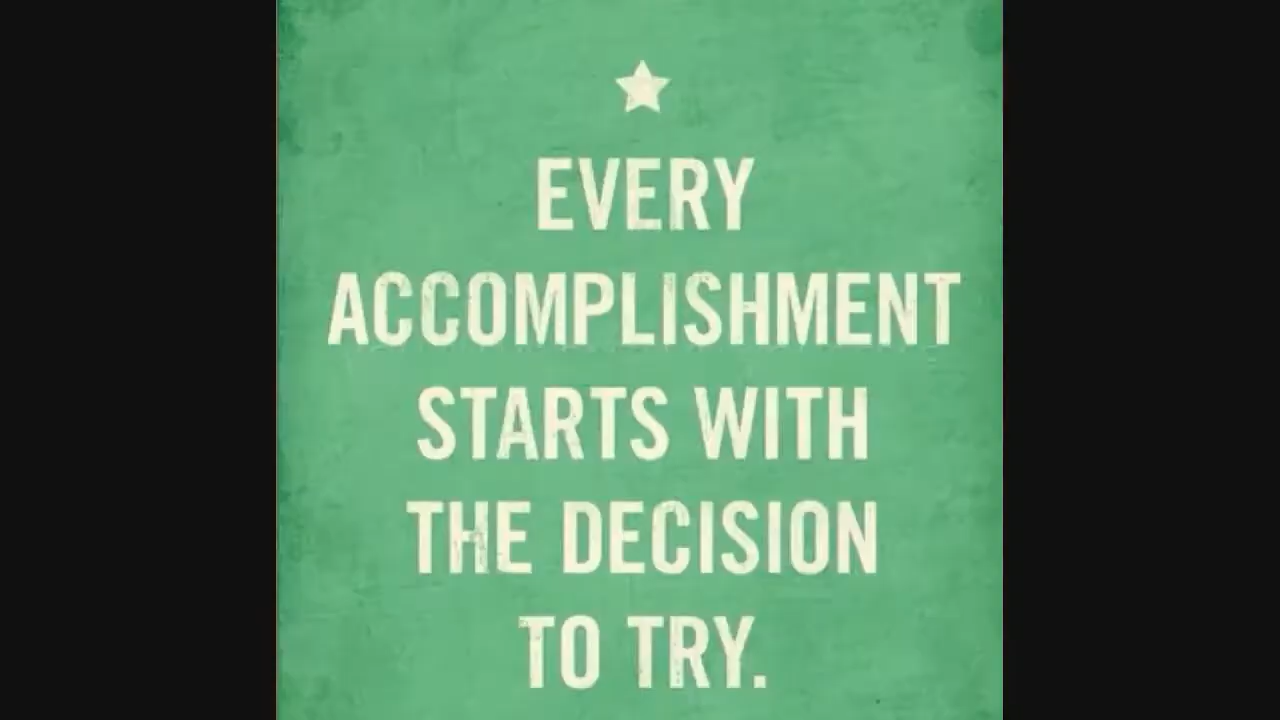 EVERY
ACCOMPLISHMENT
STARTS WITH
THE DECISION
TO TRY.